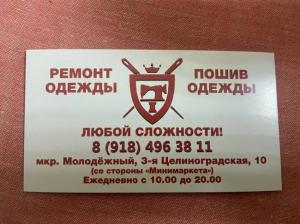 РЕМОНТ ОДЕЖДЫ
ПОШИВ ОДЕЖДЫ
ЛЮБОЙ СЛОЖНОСТИ!
8 (918) 496 38 11
мкр. Молодёжный, 3-я Целиноградская, 10
(со стороны «Минимаркета»)
Ежедневно с 10.00 до 20.00